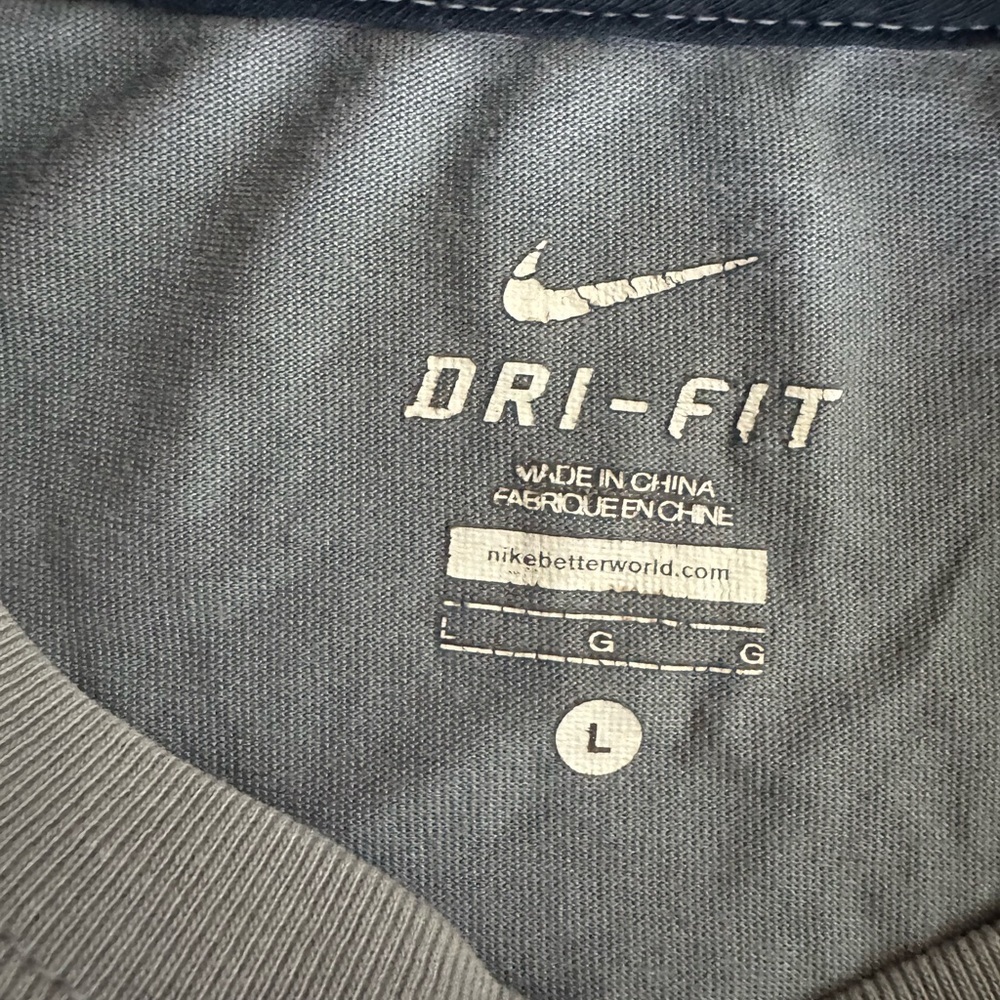 DRI-FIT
MADE IN CHINA
FABRIQUE EN CHINE
nikebetterworld.com
L G G
L